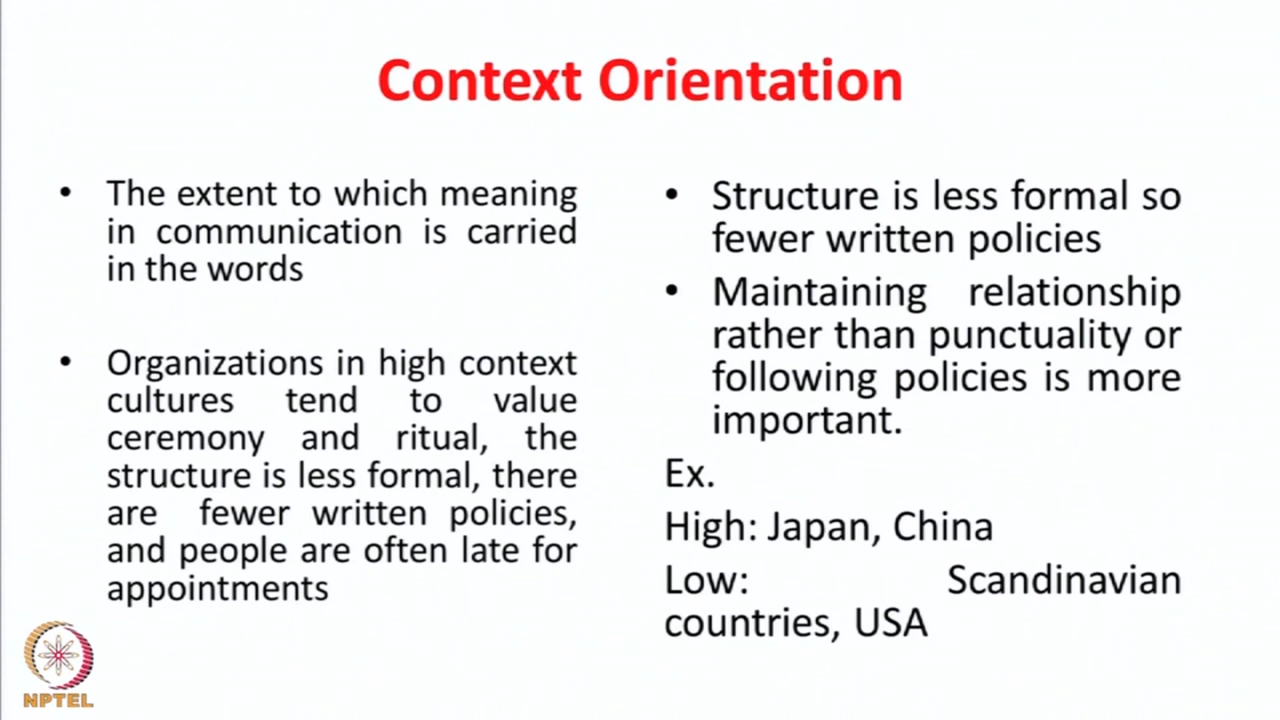 Context Orientation
• The extent to which meaning
in communication is carried
in the words
• Organizations in high context
cultures tend to value
ceremony and ritual, the
structure is less formal, there
are fewer written policies,
and people are often late for
appointments
• Structure is less formal so
fewer written policies
• Maintaining relationship
rather than punctuality or
following policies is more
important.
Ex.
High: Japan, China
Low: Scandinavian
countries, USA
NPTEL